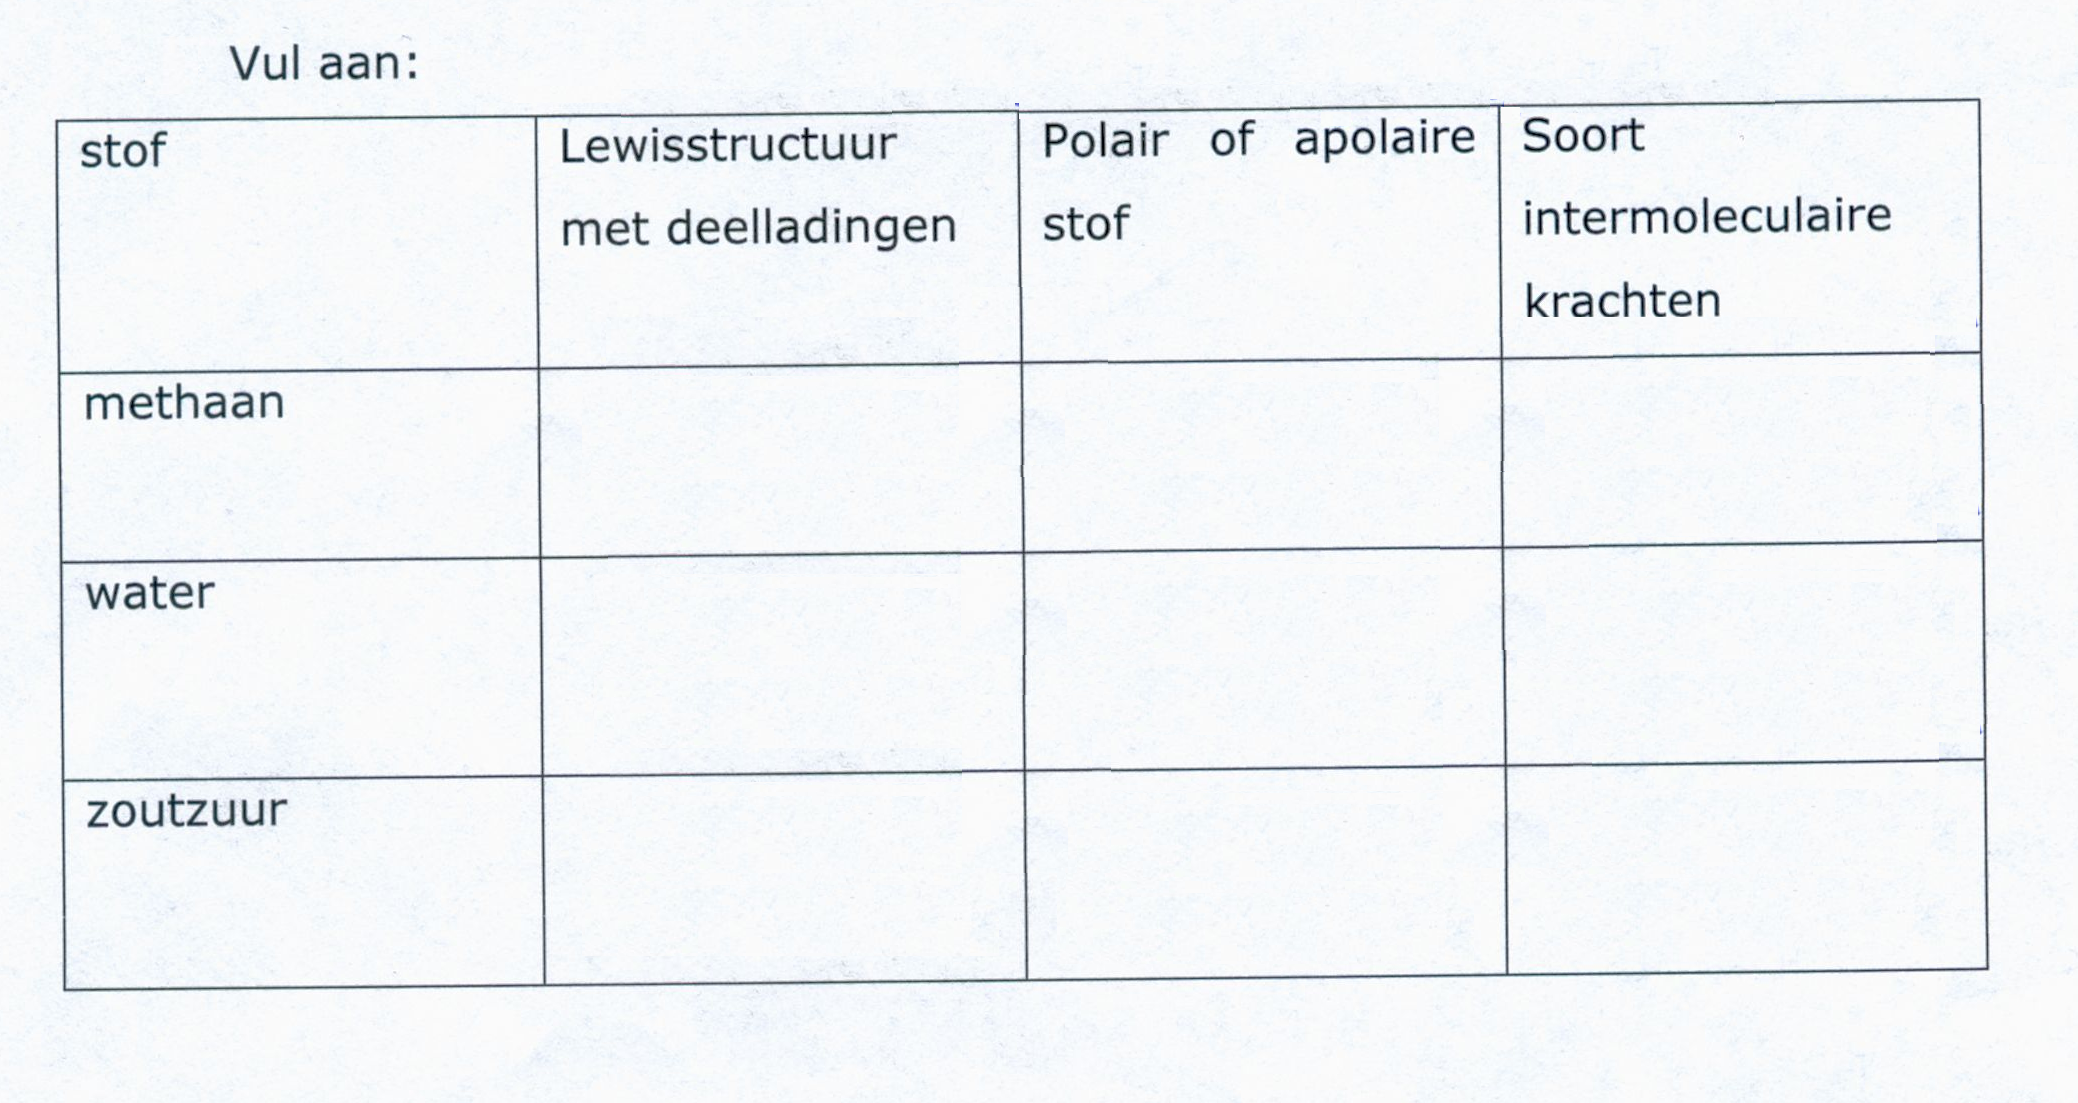 Vul aan:
stof
Lewisstructuur
met deelladingen
Polair of apolaire
stof
Soort
intermoleculaire
krachten
methaan
water
zoutzuur